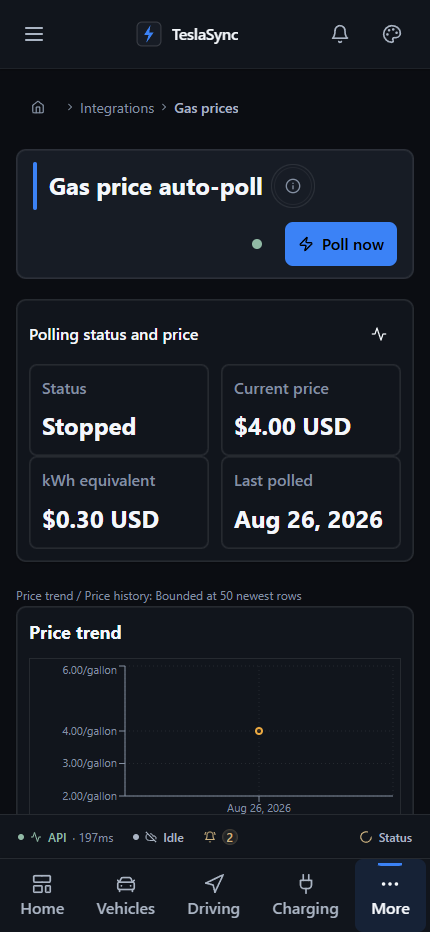 TeslaSync
Integrations Gas prices
Gas price auto-poll
Poll now
Polling status and price
Status
Stopped
Current price
$4.00 USD
kWh equivalent
$0.30 USD
Last polled
Aug 26, 2026
Price trend / Price history: Bounded at 50 newest rows
Price trend
6.00/gallon
4.00/gallon
3.00/gallon
2.00/gallon
Aug 26, 2026
API · 197ms Idle 2 Status
Home Vehicles Driving Charging More